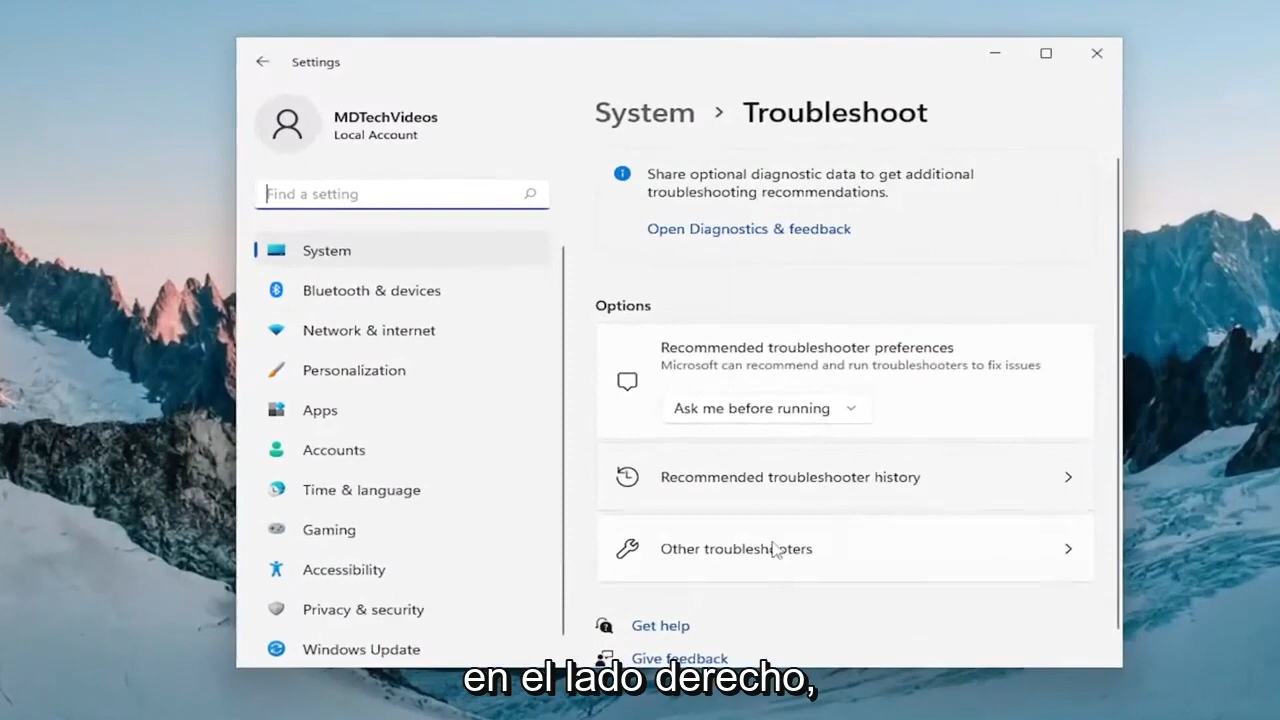 Settings
MDTechVideos
Local Account
Find a setting
System
Bluetooth & devices
Network & internet
Personalization
Apps
Accounts
Time & language
Gaming
Accessibility
Privacy & security
Windows Update
System > Troubleshoot
Share optional diagnostic data to get additional
troubleshooting recommendations.
Open Diagnostics & feedback
Options
Recommended troubleshooter preferences
Microsoft can recommend and run troubleshooters to fix issues
Ask me before running
Recommended troubleshooter history
Other troubleshooters
Get help
Give feedback
en el lado derecho,